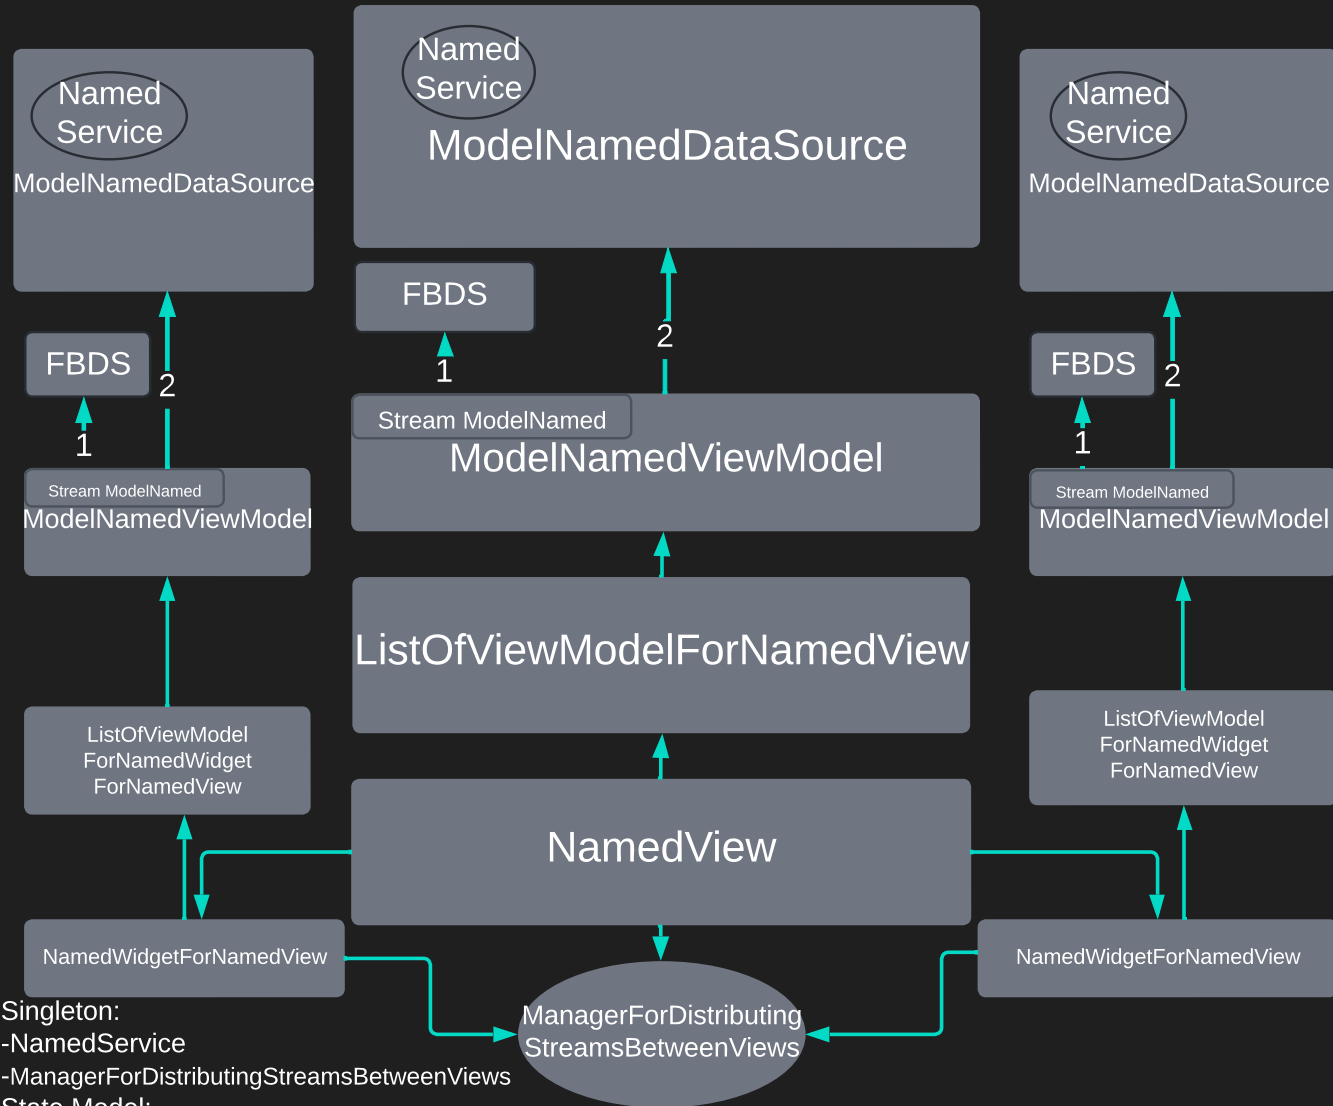 Named
Service
ModelNamedDataSource
Named
Service
ModelNamedDataSource
Named
Service
ModelNamedDataSource
FBDS
2
1
FBDS
2
1
FBDS
2
1
Stream ModelNamed
ModelNamedViewModel
Stream ModelNamed
ModelNamedViewModel
Stream ModelNamed
ModelNamedViewModel
ListOfViewModel
ForNamedWidget
ForNamedView
ListOfViewModelForNamedView
ListOfViewModel
ForNamedWidget
ForNamedView
NamedView
NamedWidgetForNamedView
NamedWidgetForNamedView
ManagerForDistributing
StreamsBetweenViews
Singleton:
-NamedService
-ManagerForDistributingStreamsBetweenViews
State Model: